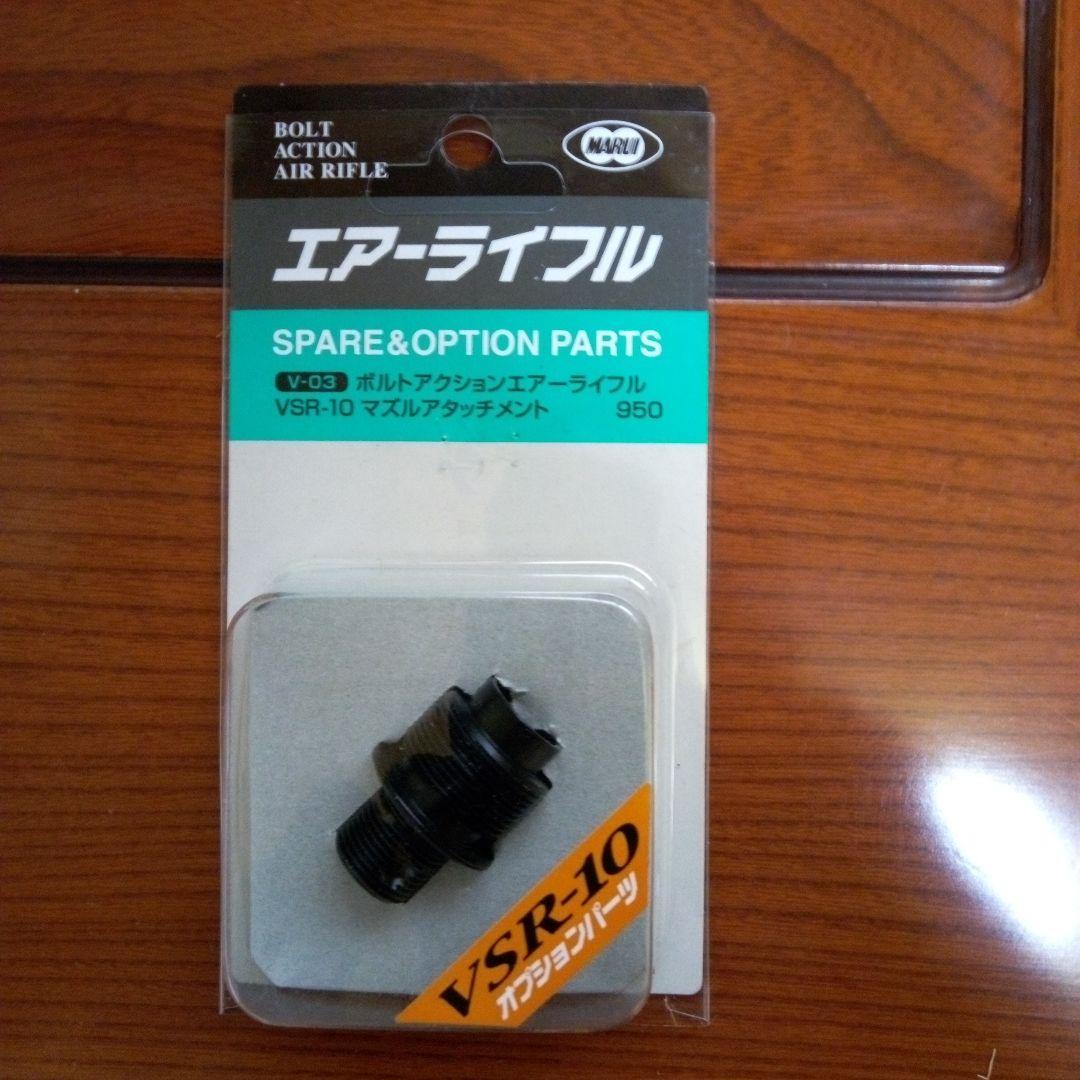 BOLT
ACTION
AIR RIFLE
MARUI
エアーライフル
SPARE&OPTION PARTS
V-03 ボルトアクションエアーライフル
VSR-10 マズルアタッチメント 950
VSR-10
オプションパーツ